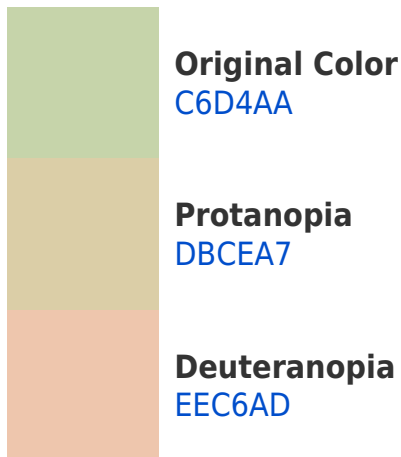 Original Color
C6D4AA
Protanopia
DBCEA7
Deuteranopia
EEC6AD